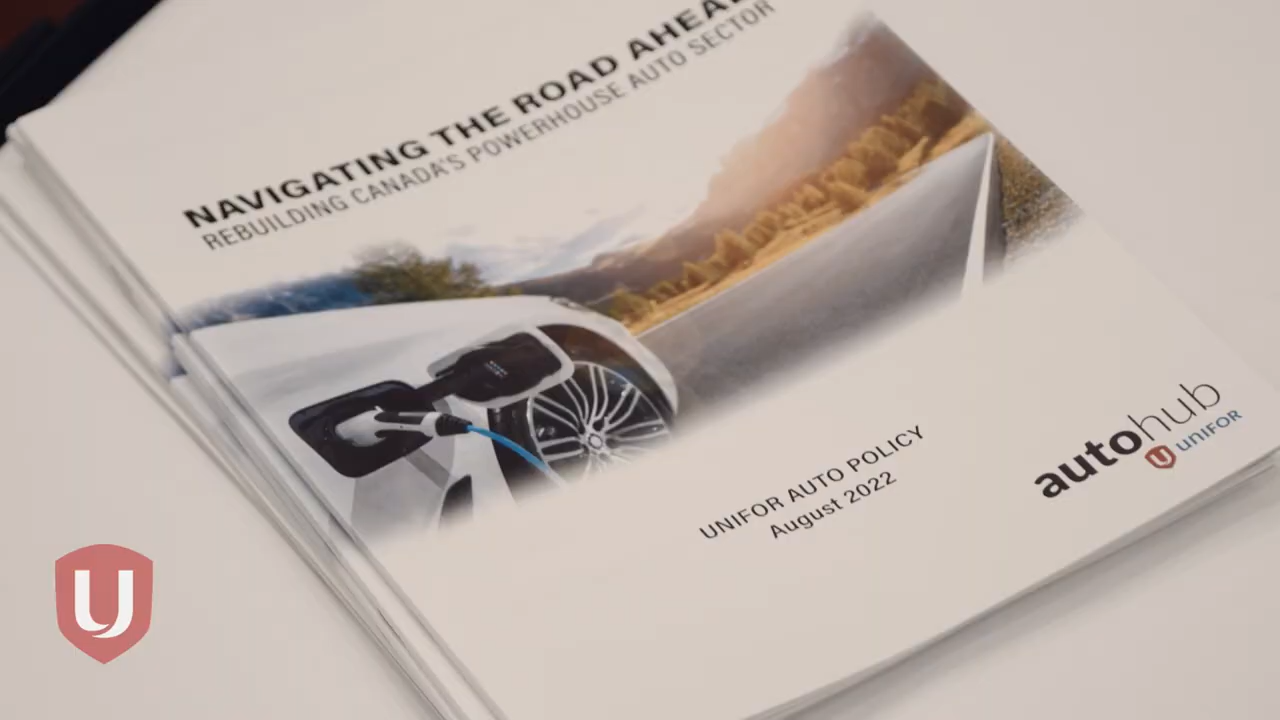 NAVIGATING THE ROAD AHEAD
REBUILDING CANADA'S POWERHOUSE AUTO SECTOR
UNIFOR AUTO POLICY
August 2022
autohub
U UNIFOR
U